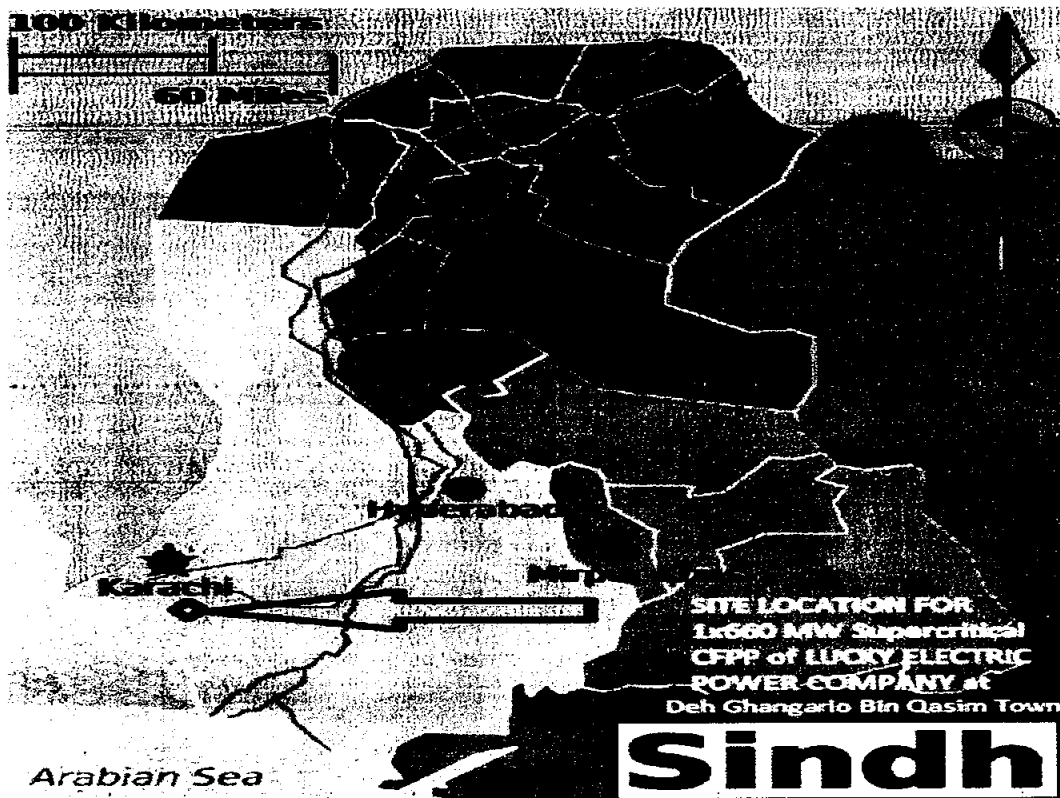 100 Kilometers
60 Miles
Hyderabad
Karachi
SITE LOCATION FOR
1x660 MW Supercritical
CFPP of LUCKY ELECTRIC
POWER COMPANY at
Deh Ghangario Bin Qasim Town
Sindh
Arabian Sea